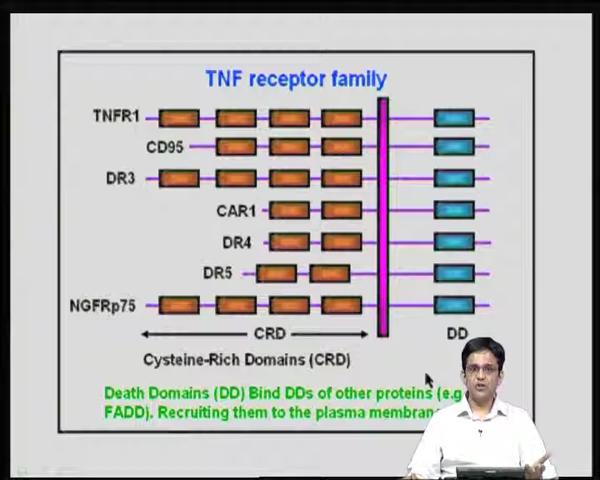 TNF receptor family
TNFR1
CD95
DR3
CAR1
DR4
DR5
NGFRp75
CRD
DD
Cysteine-Rich Domains (CRD)
Death Domains (DD) Bind DDs of other proteins (e.g
FADD). Recruiting them to the plasma membran